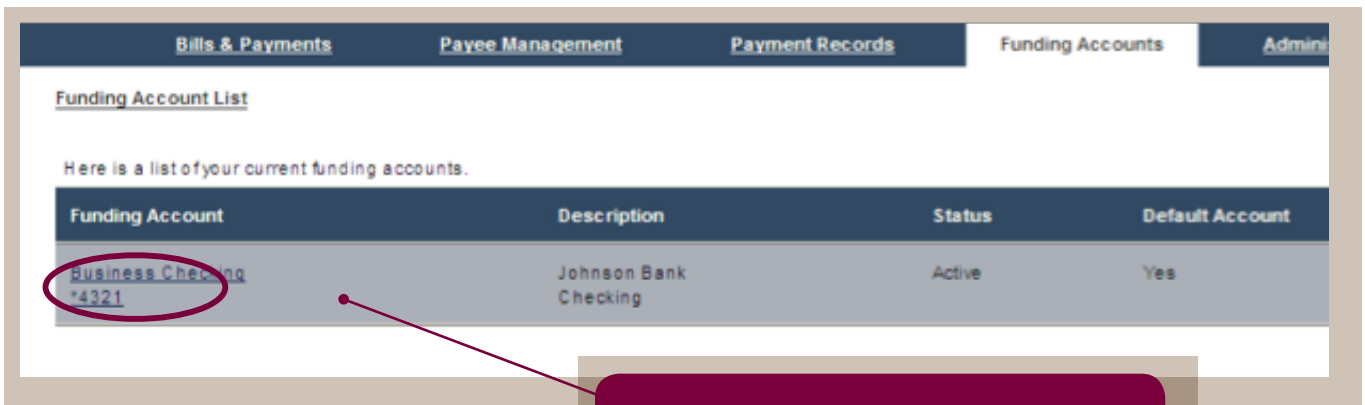 Bills & Payments Payee Management Payment Records Funding Accounts
Funding Account List
Here is a list of your current funding accounts.
Funding Account Description Status Default Account
Business Checking Johnson Bank Active Yes
*4321 Checking